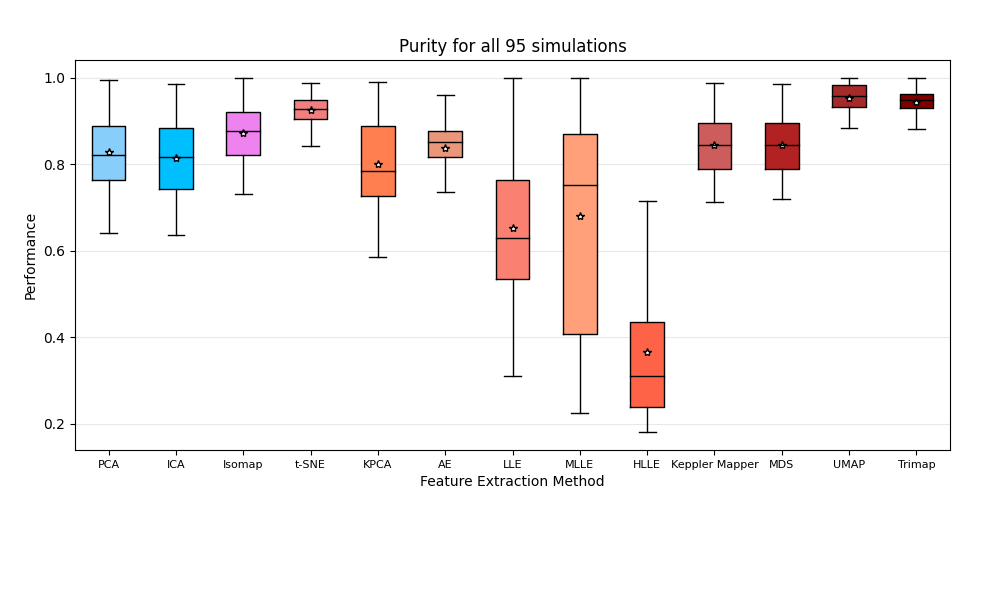 Purity for all 95 simulations
Performance
1.0
0.8
0.6
0.4
0.2
PCA ICA Isomap t-SNE KPCA AE LLE MLLE HLLE Keppler Mapper MDS UMAP Trimap
Feature Extraction Method